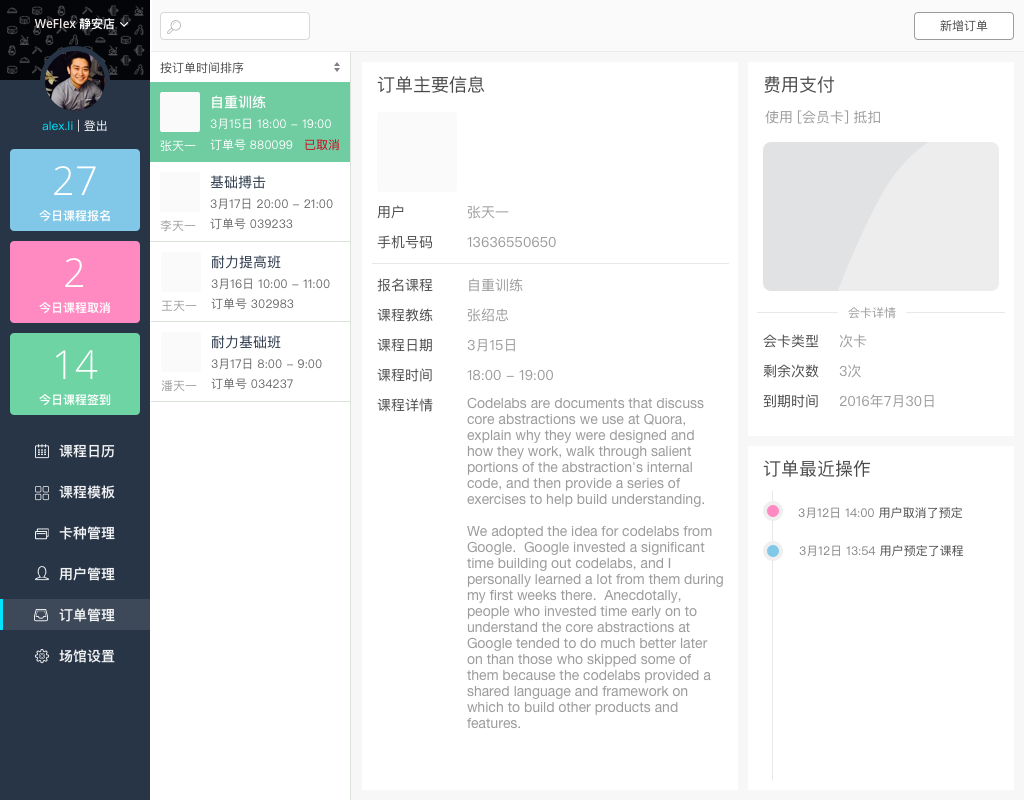 WeFlex 静安店
alex.li | 登出
27
今日课程报名
2
今日课程取消
14
今日课程签到
课程日历
课程模板
卡种管理
用户管理
订单管理
场馆设置
新增订单
按订单时间排序
自重训练
3月15日 18:00 – 19:00
张天一 订单号 880099 已取消
基础搏击
3月17日 20:00 – 21:00
李天一 订单号 039233
耐力提高班
3月16日 10:00 – 11:00
王天一 订单号 302983
耐力基础班
3月17日 8:00 – 9:00
潘天一 订单号 034237
订单主要信息
用户 张天一
手机号码 13636550650
报名课程 自重训练
课程教练 张绍忠
课程日期 3月15日
课程时间 18:00 – 19:00
课程详情 Codelabs are documents that discuss
core abstractions we use at Quora,
explain why they were designed and
how they work, walk through salient
portions of the abstraction's internal
code, and then provide a series of
exercises to help build understanding.
We adopted the idea for codelabs from
Google.  Google invested a significant
time building out codelabs, and I
personally learned a lot from them during
my first weeks there.  Anecdotally,
people who invested time early on to
understand the core abstractions at
Google tended to do much better later
on than those who skipped some of
them because the codelabs provided a
shared language and framework on
which to build other products and
features.
费用支付
使用 [会员卡] 抵扣
会卡详情
会卡类型 次卡
剩余次数 3次
到期时间 2016年7月30日
订单最近操作
3月12日 14:00 用户取消了预定
3月12日 13:54 用户预定了课程